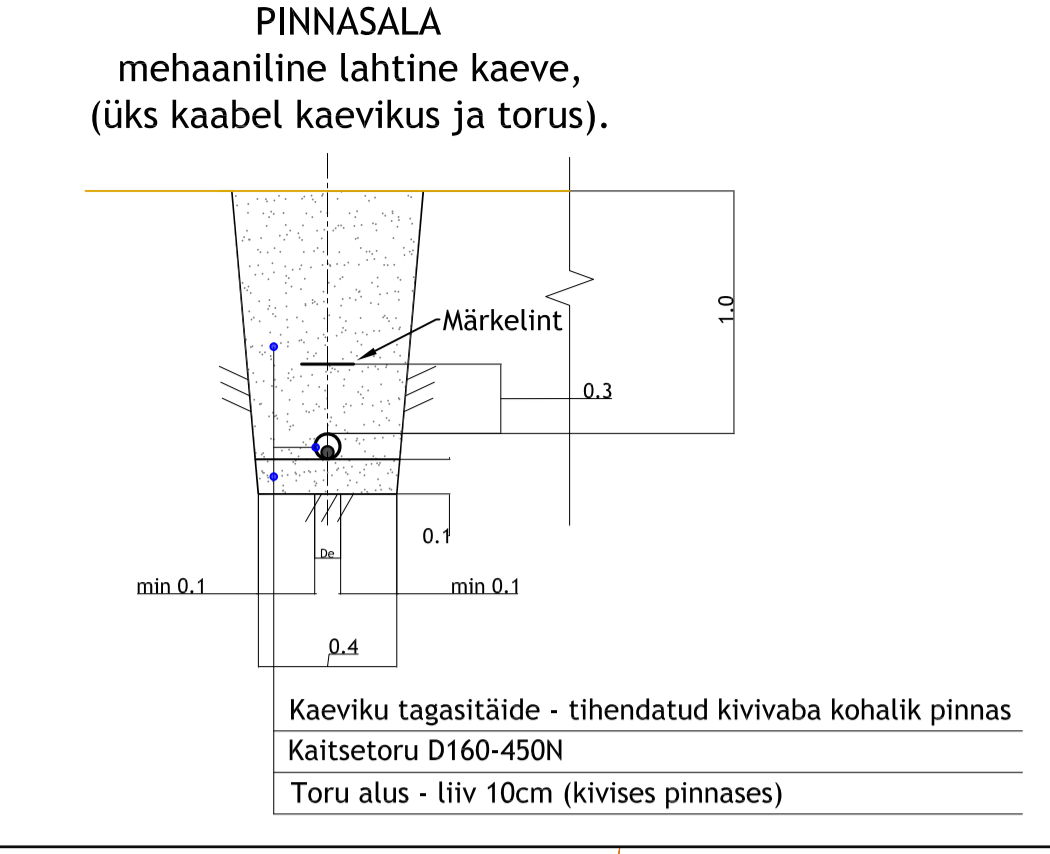 PINNASALA
mehaaniline lahtine kaeve,
(üks kaabel kaevikus ja torus).
1.0
Märkelint
0.3
0.1
De
min 0.1
min 0.1
0.4
Kaeviku tagasitäide - tihendatud kivivaba kohalik pinnas
Kaitsetoru D160-450N
Toru alus - liiv 10cm (kivises pinnases)